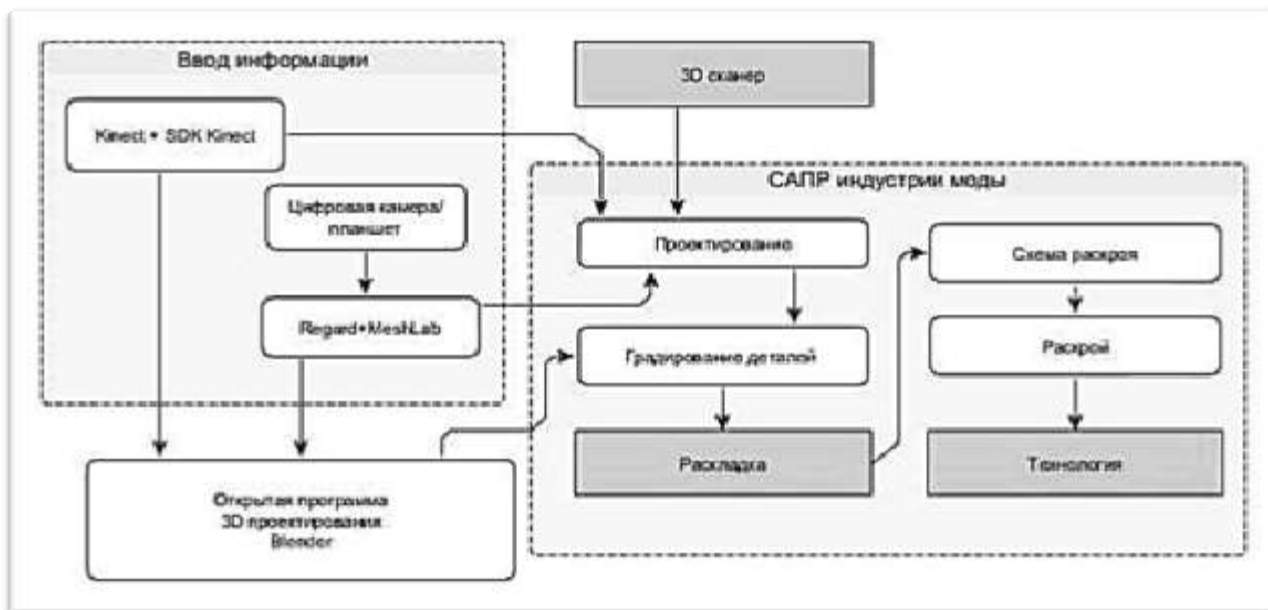 Ввод информации
3D сканер
Kinect + SDK Kinect
САПР индустрии моды
Цифровая камера/
планшет
Проектирование
Схема раскроя
Regard+MeshLab
Градирование деталей
Раскрой
Раскладка
Технология
Открытая программа
3D проектирования
Blender